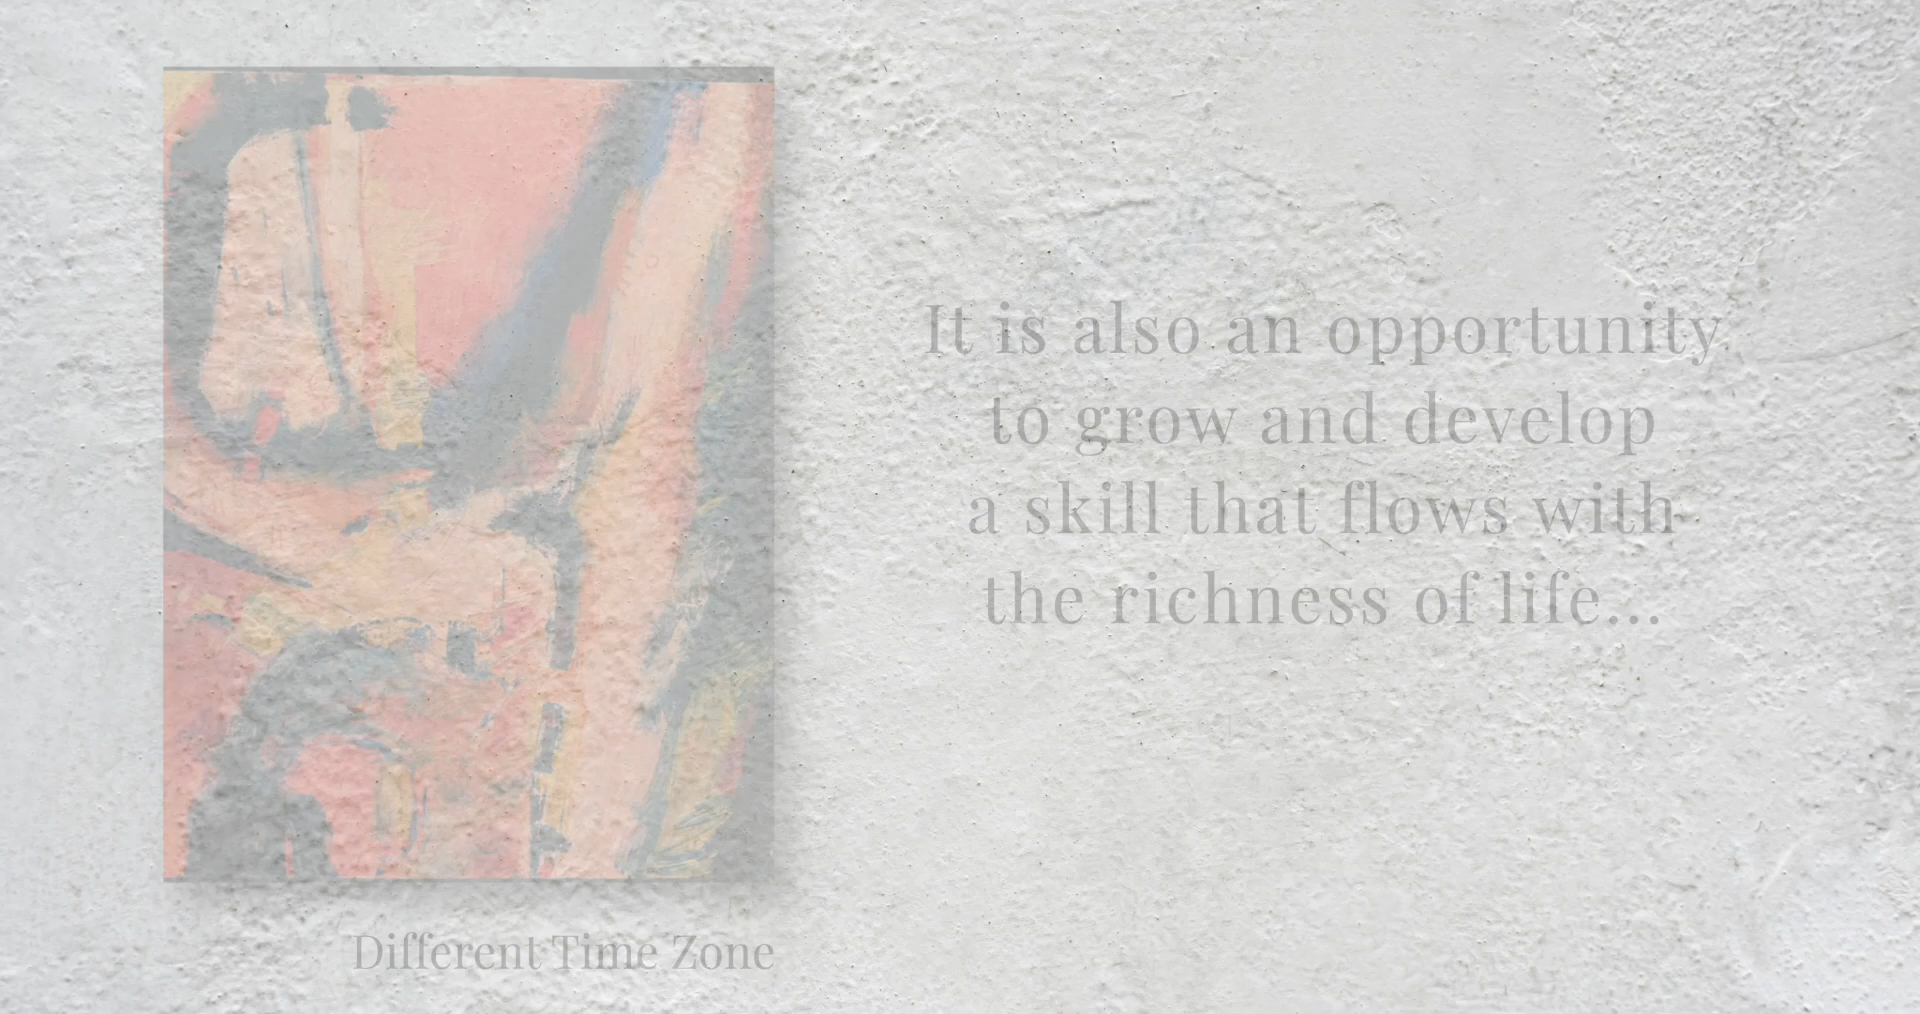 It is also an opportunity
to grow and develop
a skill that flows with
the richness of life...
Different Time Zone